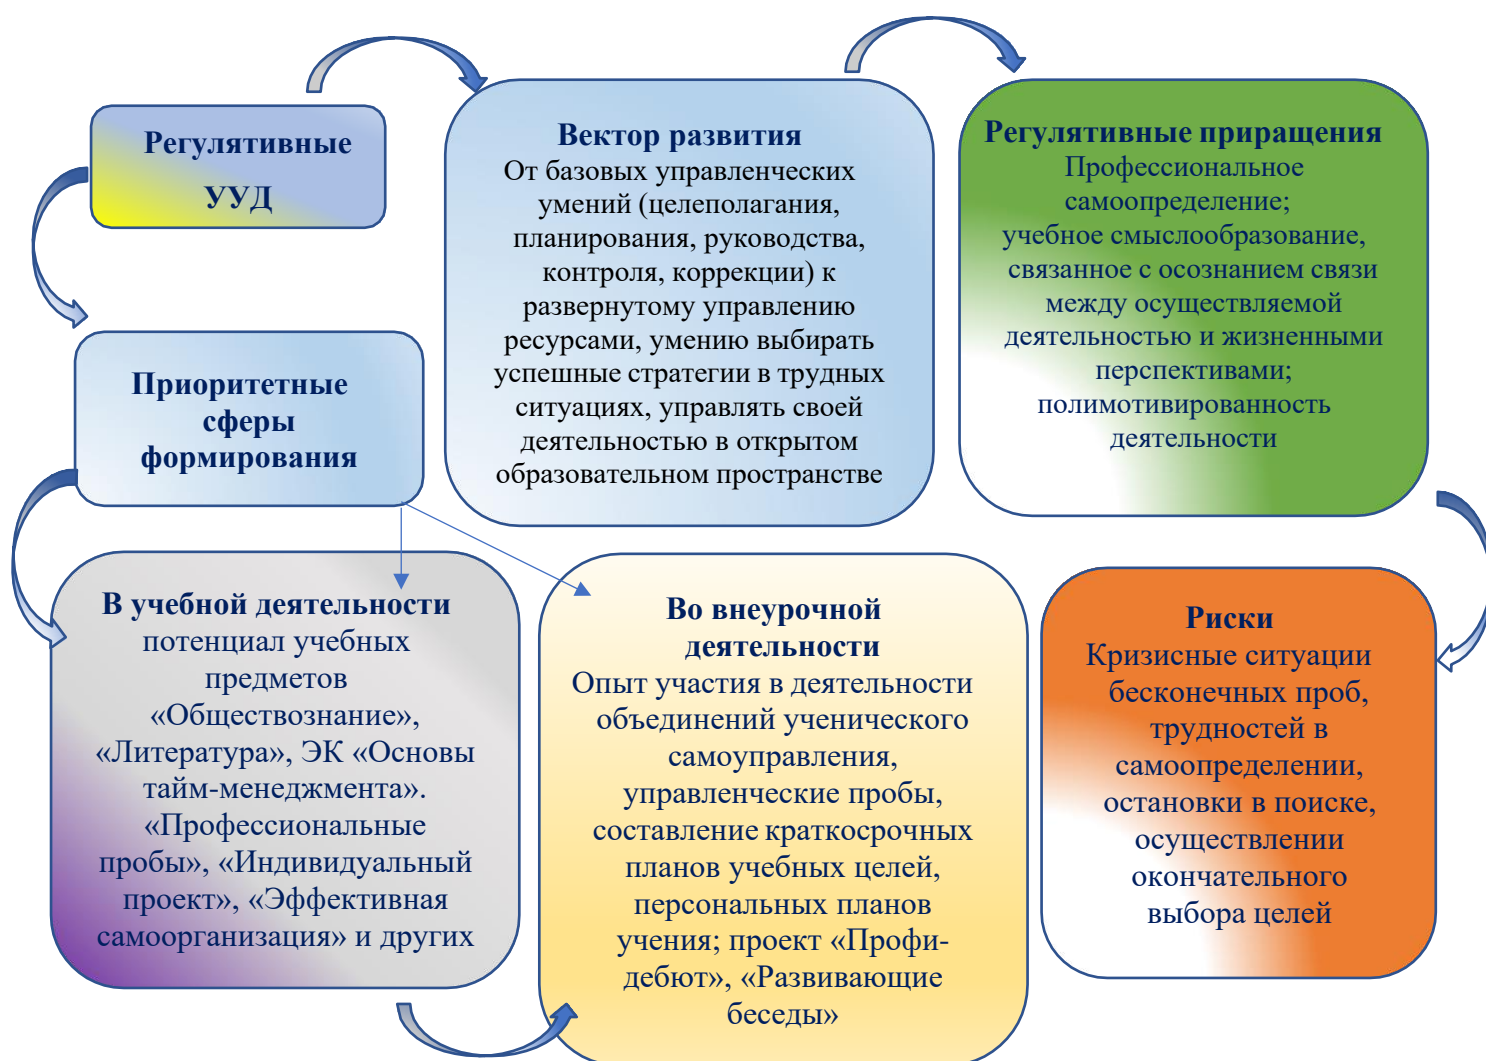 Регулятивные
УУД
Вектор развития
От базовых управленческих
умений (целеполагания,
планирования, руководства,
контроля, коррекции) к
развернутому управлению
ресурсами, умению выбирать
успешные стратегии в трудных
ситуациях, управлять своей
деятельностью в открытом
образовательном пространстве
Регулятивные приращения
Профессиональное
самоопределение;
учебное смыслообразование,
связанное с осознанием связи
между осуществляемой
деятельностью и жизненными
перспективами;
полимотивированность
деятельности
Приоритетные
сферы
формирования
В учебной деятельности
потенциал учебных
предметов
«Обществознание»,
«Литература», ЭК «Основы
тайм-менеджмента».
«Профессиональные
пробы», «Индивидуальный
проект», «Эффективная
самоорганизация» и других
Во внеурочной
деятельности
Опыт участия в деятельности
объединений ученического
самоуправления,
управленческие пробы,
составление краткосрочных
планов учебных целей,
персональных планов
учения; проект «Профи-
дебют», «Развивающие
беседы»
Риски
Кризисные ситуации
бесконечных проб,
трудностей в
самоопределении,
остановки в поиске,
осуществлении
окончательного
выбора целей